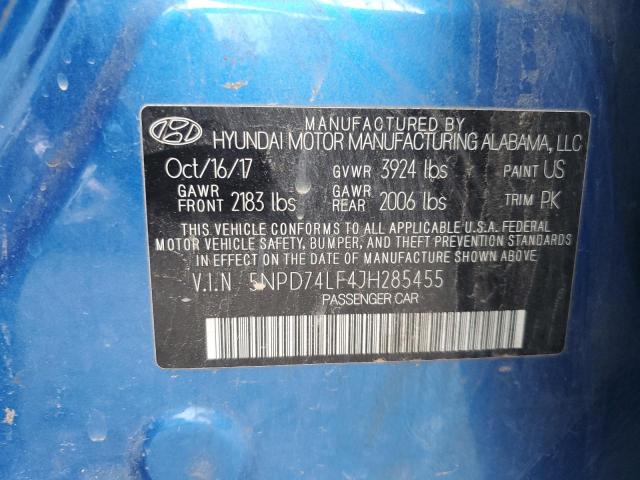 MANUFACTURED BY
HYUNDAI MOTOR MANUFACTURING ALABAMA, LLC
Oct/16/17 GVWR 3924 lbs PAINT US
GAWR FRONT 2183 lbs GAWR REAR 2006 lbs TRIM PK
THIS VEHICLE CONFORMS TO ALL APPLICABLE U.S.A. FEDERAL
MOTOR VEHICLE SAFETY, BUMPER, AND THEFT PREVENTION STANDARDS
IN EFFECT ON THE DATE OF MANUFACTURE SHOWN ABOVE.
V.I.N 5NPD74LF4JH285455
PASSENGER CAR